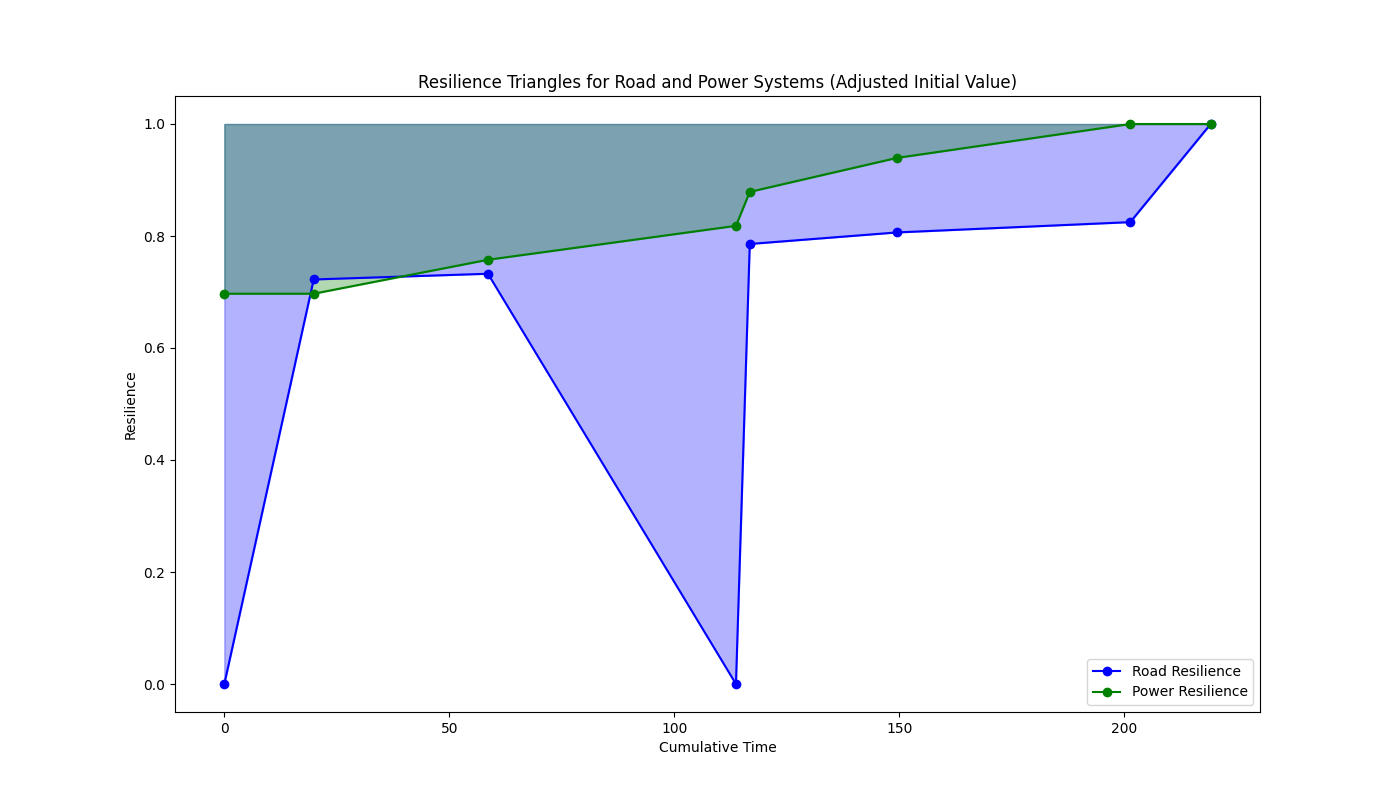 Resilience Triangles for Road and Power Systems (Adjusted Initial Value)
1.0
0.8
0.6
0.4
0.2
0.0
Resilience
0 50 100 150 200
Cumulative Time
Road Resilience
Power Resilience